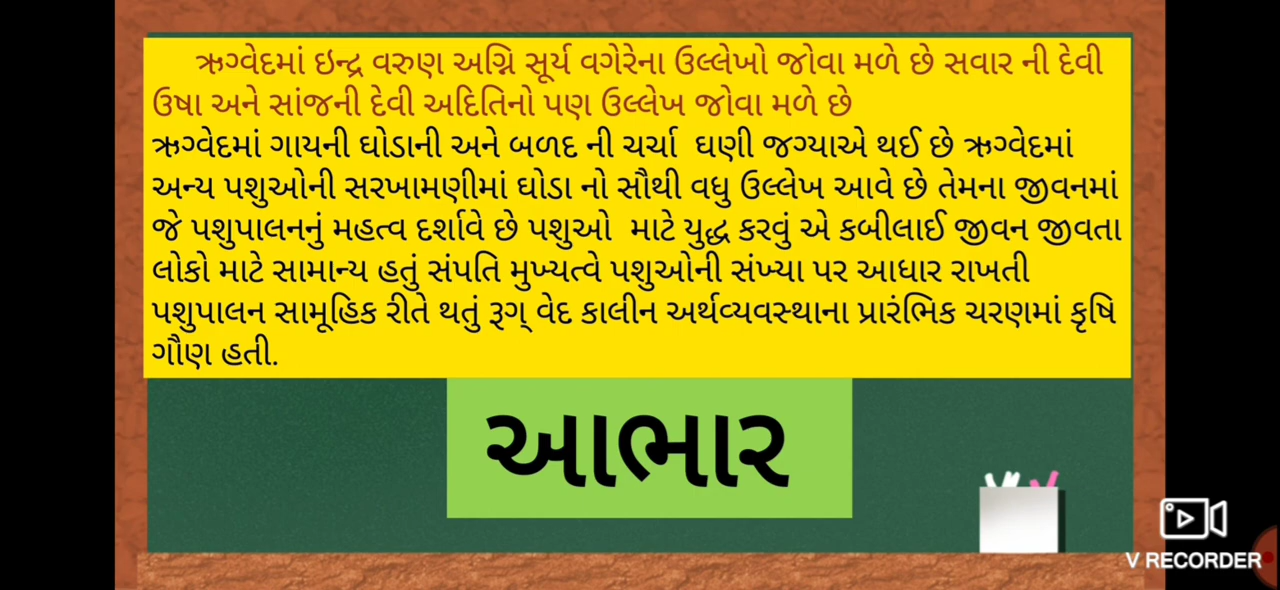 ઋગ્વેદમાં ઇન્દ્ર વરુણ અગ્નિ સૂર્ય વગેરેના ઉલ્લેખો જોવા મળે છે સવાર ની દેવી
ઉષા અને સાંજની દેવી અદિતિનો પણ ઉલ્લેખ જોવા મળે છે
ઋગ્વેદમાં ગાયની ઘોડાની અને બળદ ની ચર્ચા ઘણી જગ્યાએ થઈ છે ઋગ્વેદમાં
અન્ય પશુઓની સરખામણીમાં ઘોડા નો સૌથી વધુ ઉલ્લેખ આવે છે તેમના જીવનમાં
જે પશુપાલનનું મહત્વ દર્શાવે છે પશુઓ માટે યુદ્ધ કરવું એ કબીલાઈ જીવન જીવતા
લોકો માટે સામાન્ય હતું સંપતિ મુખ્યત્વે પશુઓની સંખ્યા પર આધાર રાખતી
પશુપાલન સામૂહિક રીતે થતું રૂગ્ વેદ કાલીન અર્થવ્યવસ્થાના પ્રારંભિક ચરણમાં કૃષિ
ગૌણ હતી.
આભાર
V RECORDER